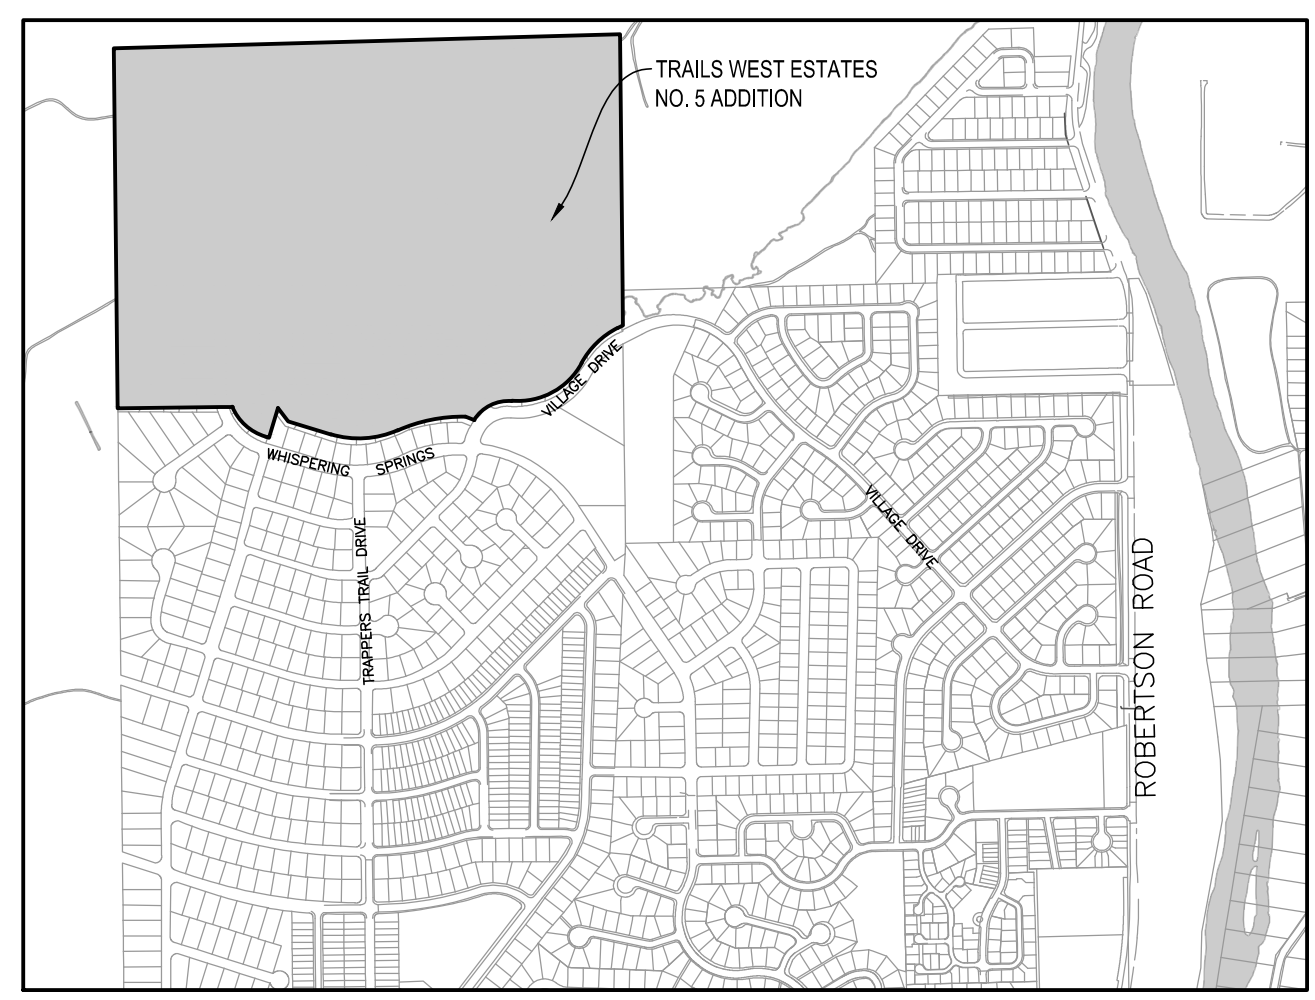 TRAILS WEST ESTATES
NO. 5 ADDITION
VILLAGE DRIVE
WHISPERING SPRINGS
TRAPPERS TRAIL DRIVE
VILLAGE DRIVE
ROBERTSON ROAD